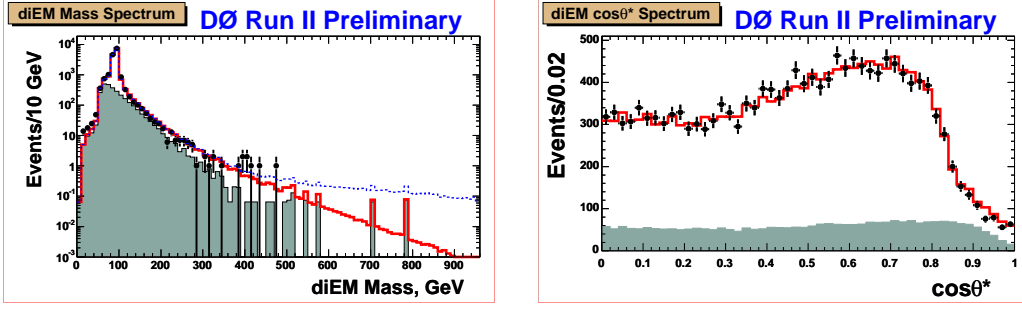 diEM Mass Spectrum
DØ Run II Preliminary
Events/10 GeV
10⁴
10³
10²
10
1
10⁻¹
10⁻²
10⁻³
0 100 200 300 400 500 600 700 800 900
diEM Mass, GeV
diEM cosθ* Spectrum
DØ Run II Preliminary
Events/0.02
500
400
300
200
100
0
0 0.1 0.2 0.3 0.4 0.5 0.6 0.7 0.8 0.9 1
cosθ*